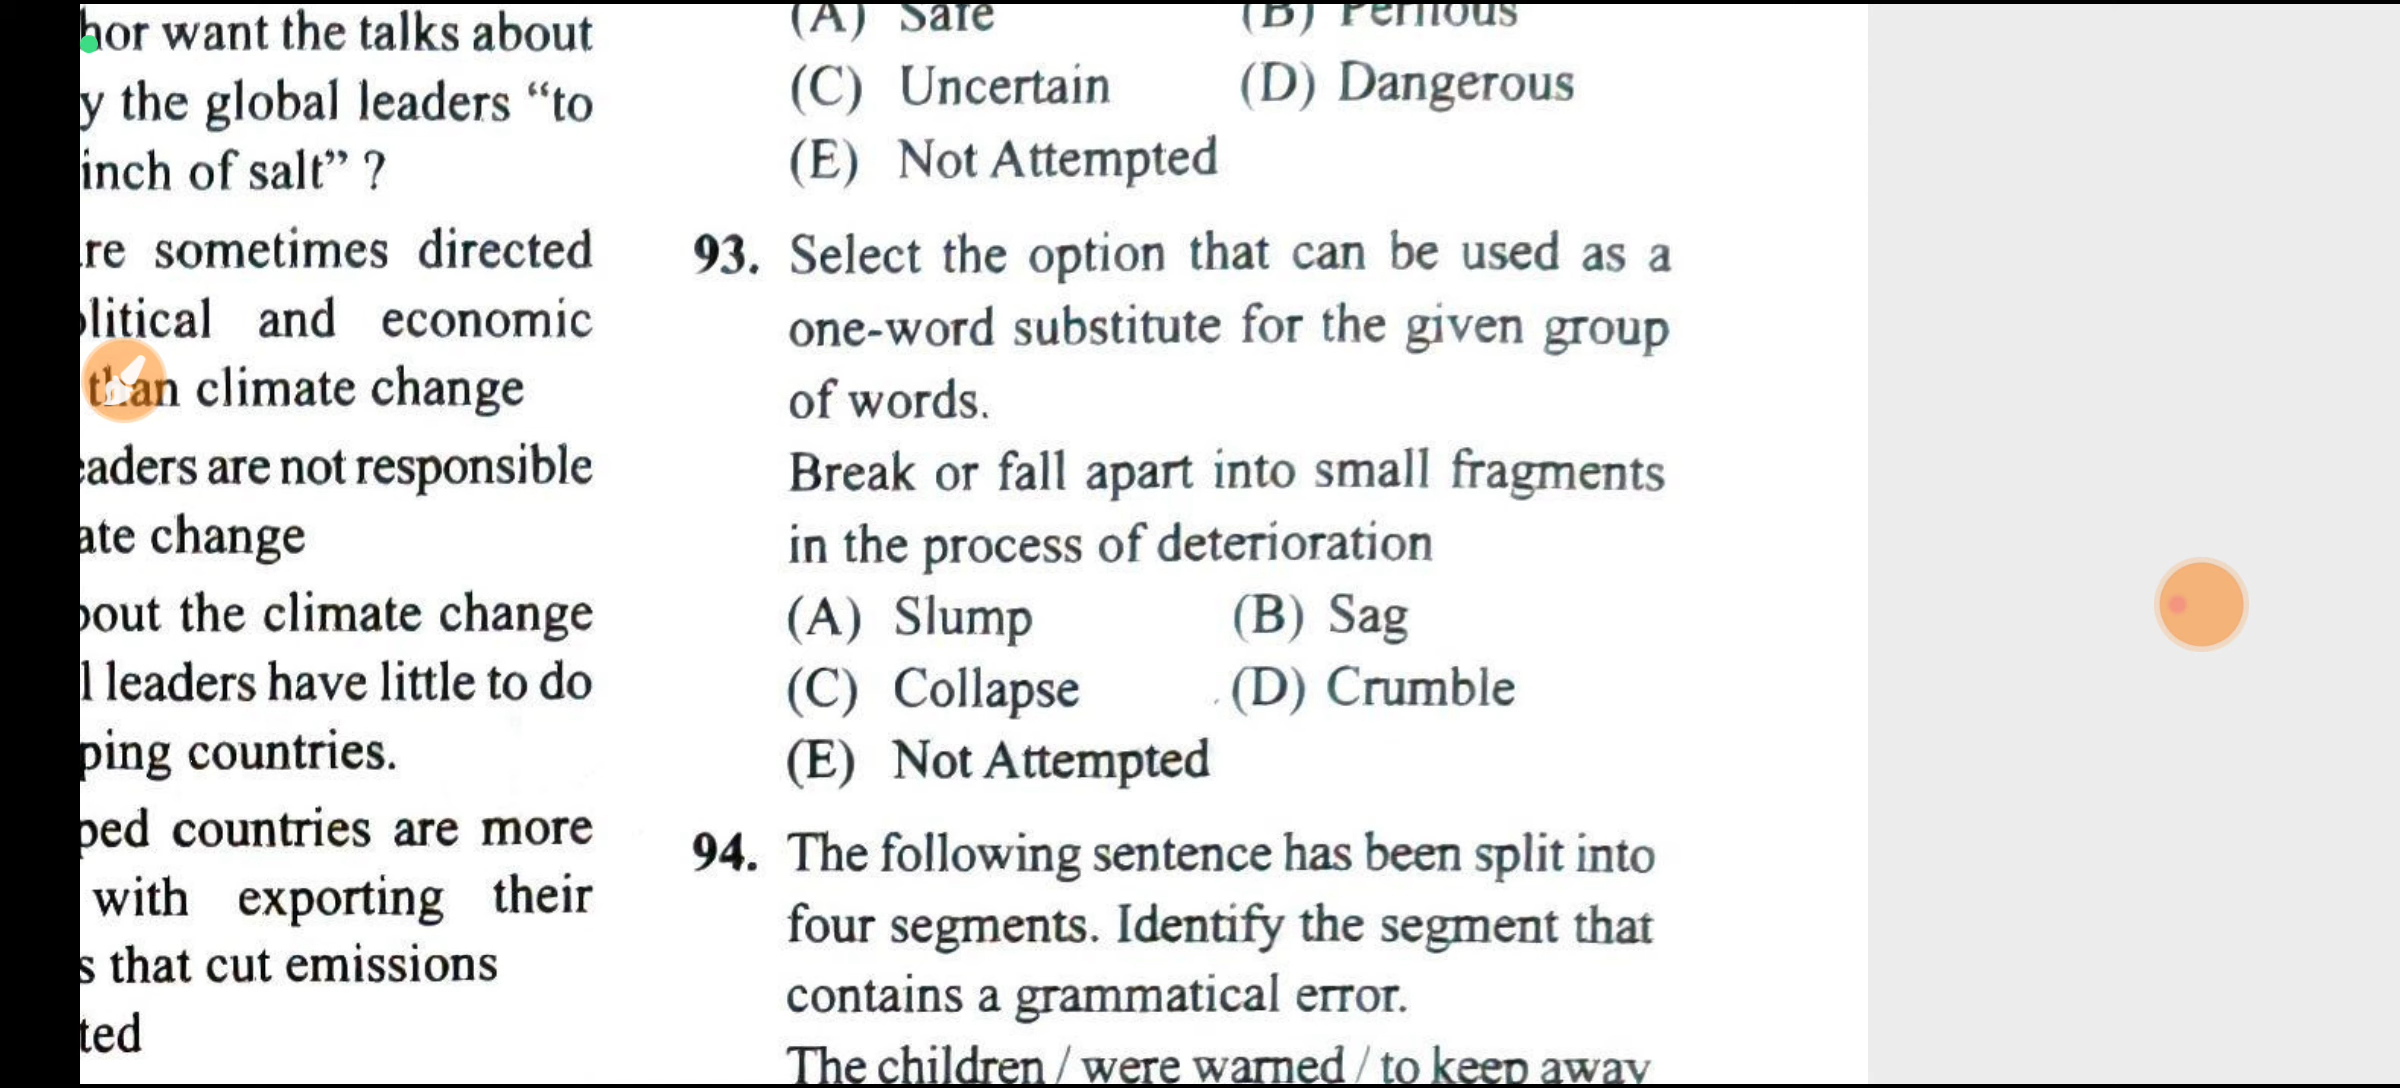 hor want the talks about
y the global leaders “to
inch of salt” ?
re sometimes directed
litical and economic
than climate change
aders are not responsible
ate change
out the climate change
l leaders have little to do
ping countries.
ped countries are more
with exporting their
s that cut emissions
ted
(A) Safe (B) Perilous
(C) Uncertain (D) Dangerous
(E) Not Attempted
93. Select the option that can be used as a
one-word substitute for the given group
of words.
Break or fall apart into small fragments
in the process of deterioration
(A) Slump (B) Sag
(C) Collapse (D) Crumble
(E) Not Attempted
94. The following sentence has been split into
four segments. Identify the segment that
contains a grammatical error.
The children / were warned / to keep away